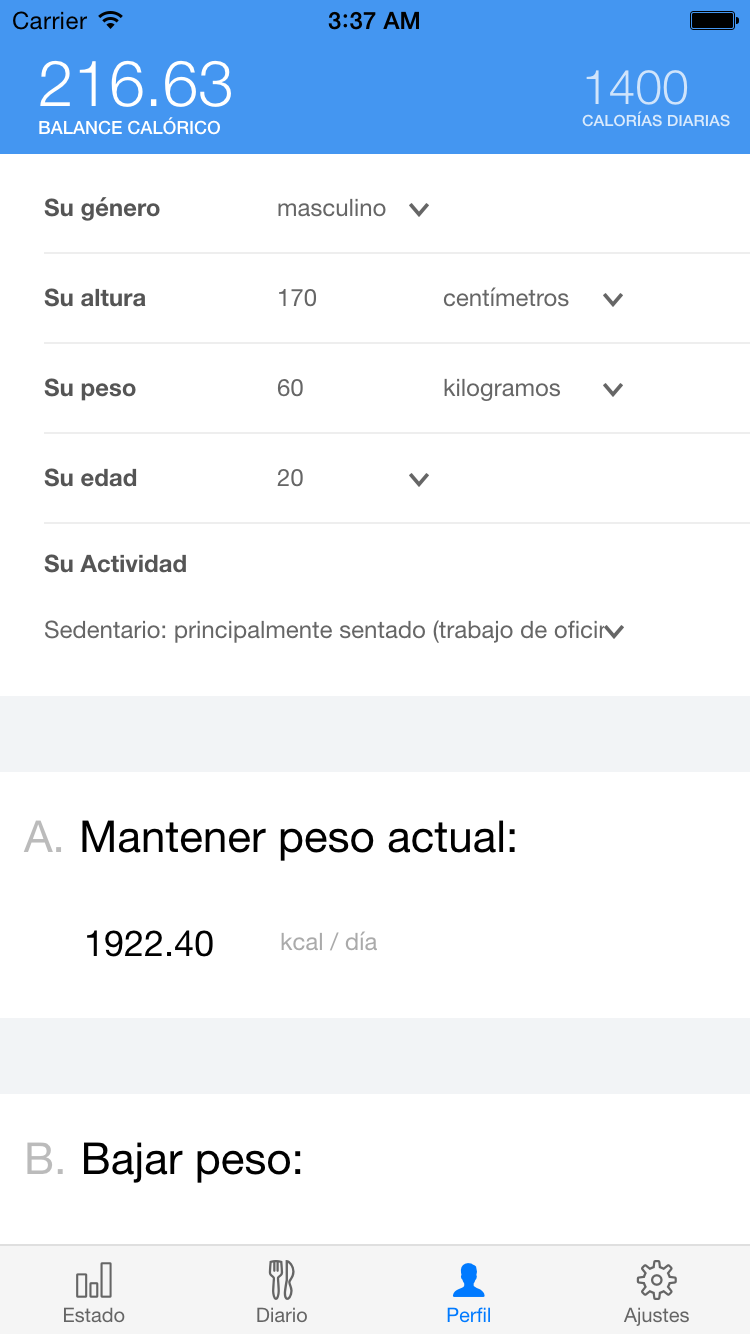 Carrier 3:37 AM
216.63 1400
BALANCE CALÓRICO CALORÍAS DIARIAS
Su género masculino
Su altura 170 centímetros
Su peso 60 kilogramos
Su edad 20
Su Actividad
Sedentario: principalmente sentado (trabajo de oficin
A. Mantener peso actual:
1922.40 kcal / día
B. Bajar peso:
Estado Diario Perfil Ajustes